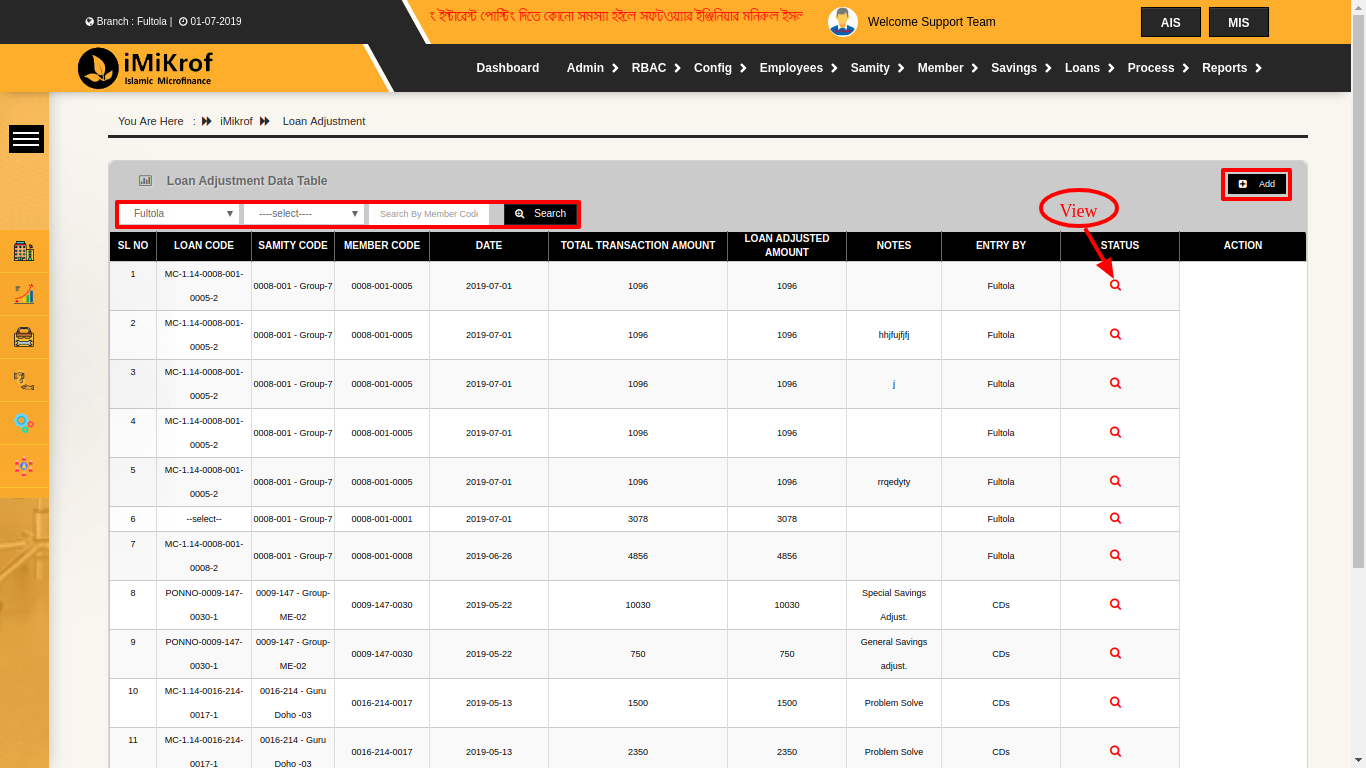 Branch : Fultola | 01-07-2019
ইন্টারেস্ট পোস্টিং দিতে কোনো সমস্যা হইলে সফটওয়্যার ইঞ্জিনিয়ার মনিরুল ইসল
Welcome Support Team
AIS MIS
iMiKrof
Islamic Microfinance
Dashboard Admin RBAC Config Employees Samity Member Savings Loans Process Reports
You Are Here : iMikrof Loan Adjustment
Loan Adjustment Data Table
Add
Fultola ----select---- Search By Member Code Search
View
SL NO LOAN CODE SAMITY CODE MEMBER CODE DATE TOTAL TRANSACTION AMOUNT LOAN ADJUSTED AMOUNT NOTES ENTRY BY STATUS ACTION
1 MC-1.14-0008-001-0005-2 0008-001 - Group-7 0008-001-0005 2019-07-01 1096 1096 Fultola
2 MC-1.14-0008-001-0005-2 0008-001 - Group-7 0008-001-0005 2019-07-01 1096 1096 hhjfujfjfj Fultola
3 MC-1.14-0008-001-0005-2 0008-001 - Group-7 0008-001-0005 2019-07-01 1096 1096 j Fultola
4 MC-1.14-0008-001-0005-2 0008-001 - Group-7 0008-001-0005 2019-07-01 1096 1096 Fultola
5 MC-1.14-0008-001-0005-2 0008-001 - Group-7 0008-001-0005 2019-07-01 1096 1096 rrqedyty Fultola
6 --select-- 0008-001 - Group-7 0008-001-0001 2019-07-01 3078 3078 Fultola
7 MC-1.14-0008-001-0008-2 0008-001 - Group-7 0008-001-0008 2019-06-26 4856 4856 Fultola
8 PONNO-0009-147-0030-1 0009-147 - Group-ME-02 0009-147-0030 2019-05-22 10030 10030 Special Savings Adjust. CDs
9 PONNO-0009-147-0030-1 0009-147 - Group-ME-02 0009-147-0030 2019-05-22 750 750 General Savings adjust. CDs
10 MC-1.14-0016-214-0017-1 0016-214 - Guru Doho -03 0016-214-0017 2019-05-13 1500 1500 Problem Solve CDs
11 MC-1.14-0016-214-0017-1 0016-214 - Guru Doho -03 0016-214-0017 2019-05-13 2350 2350 Problem Solve CDs